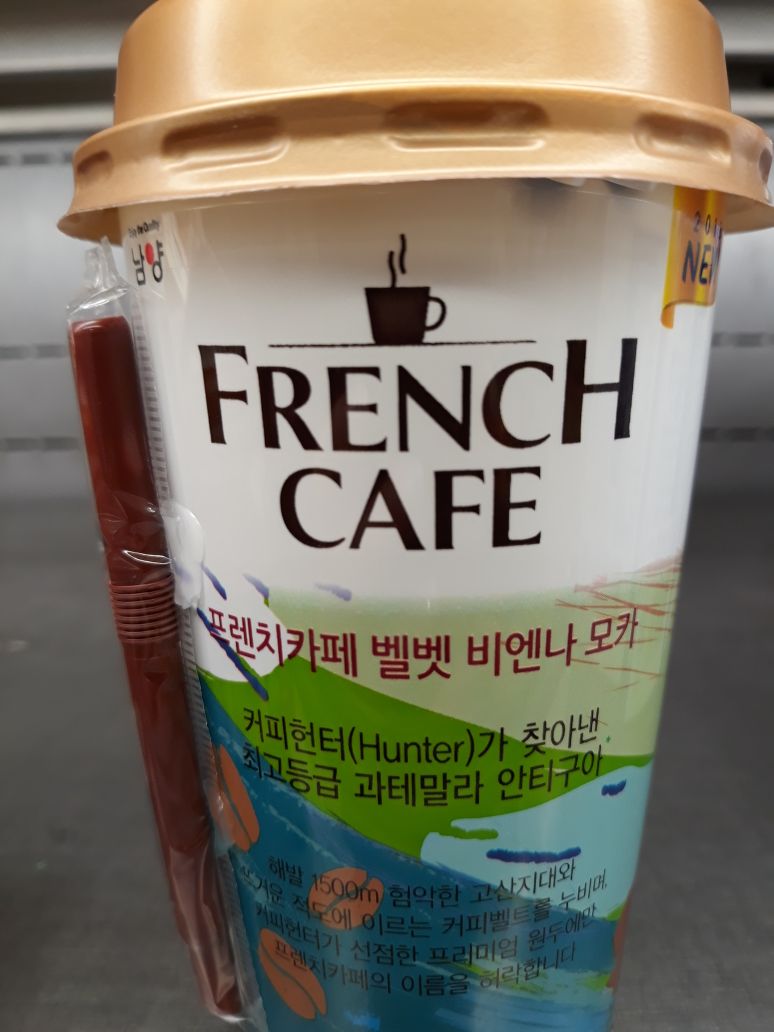 남양
NEW
FRENCH
CAFE
프렌치카페 벨벳 비엔나 모카
커피헌터(Hunter)가 찾아낸
최고등급 과테말라 안티구아
해발 1500m 험악한 고산지대와
뜨거운 적도에 이르는 커피벨트를 누비며,
커피헌터가 선점한 프리미엄 원두에만
프렌치카페의 이름을 허락합니다